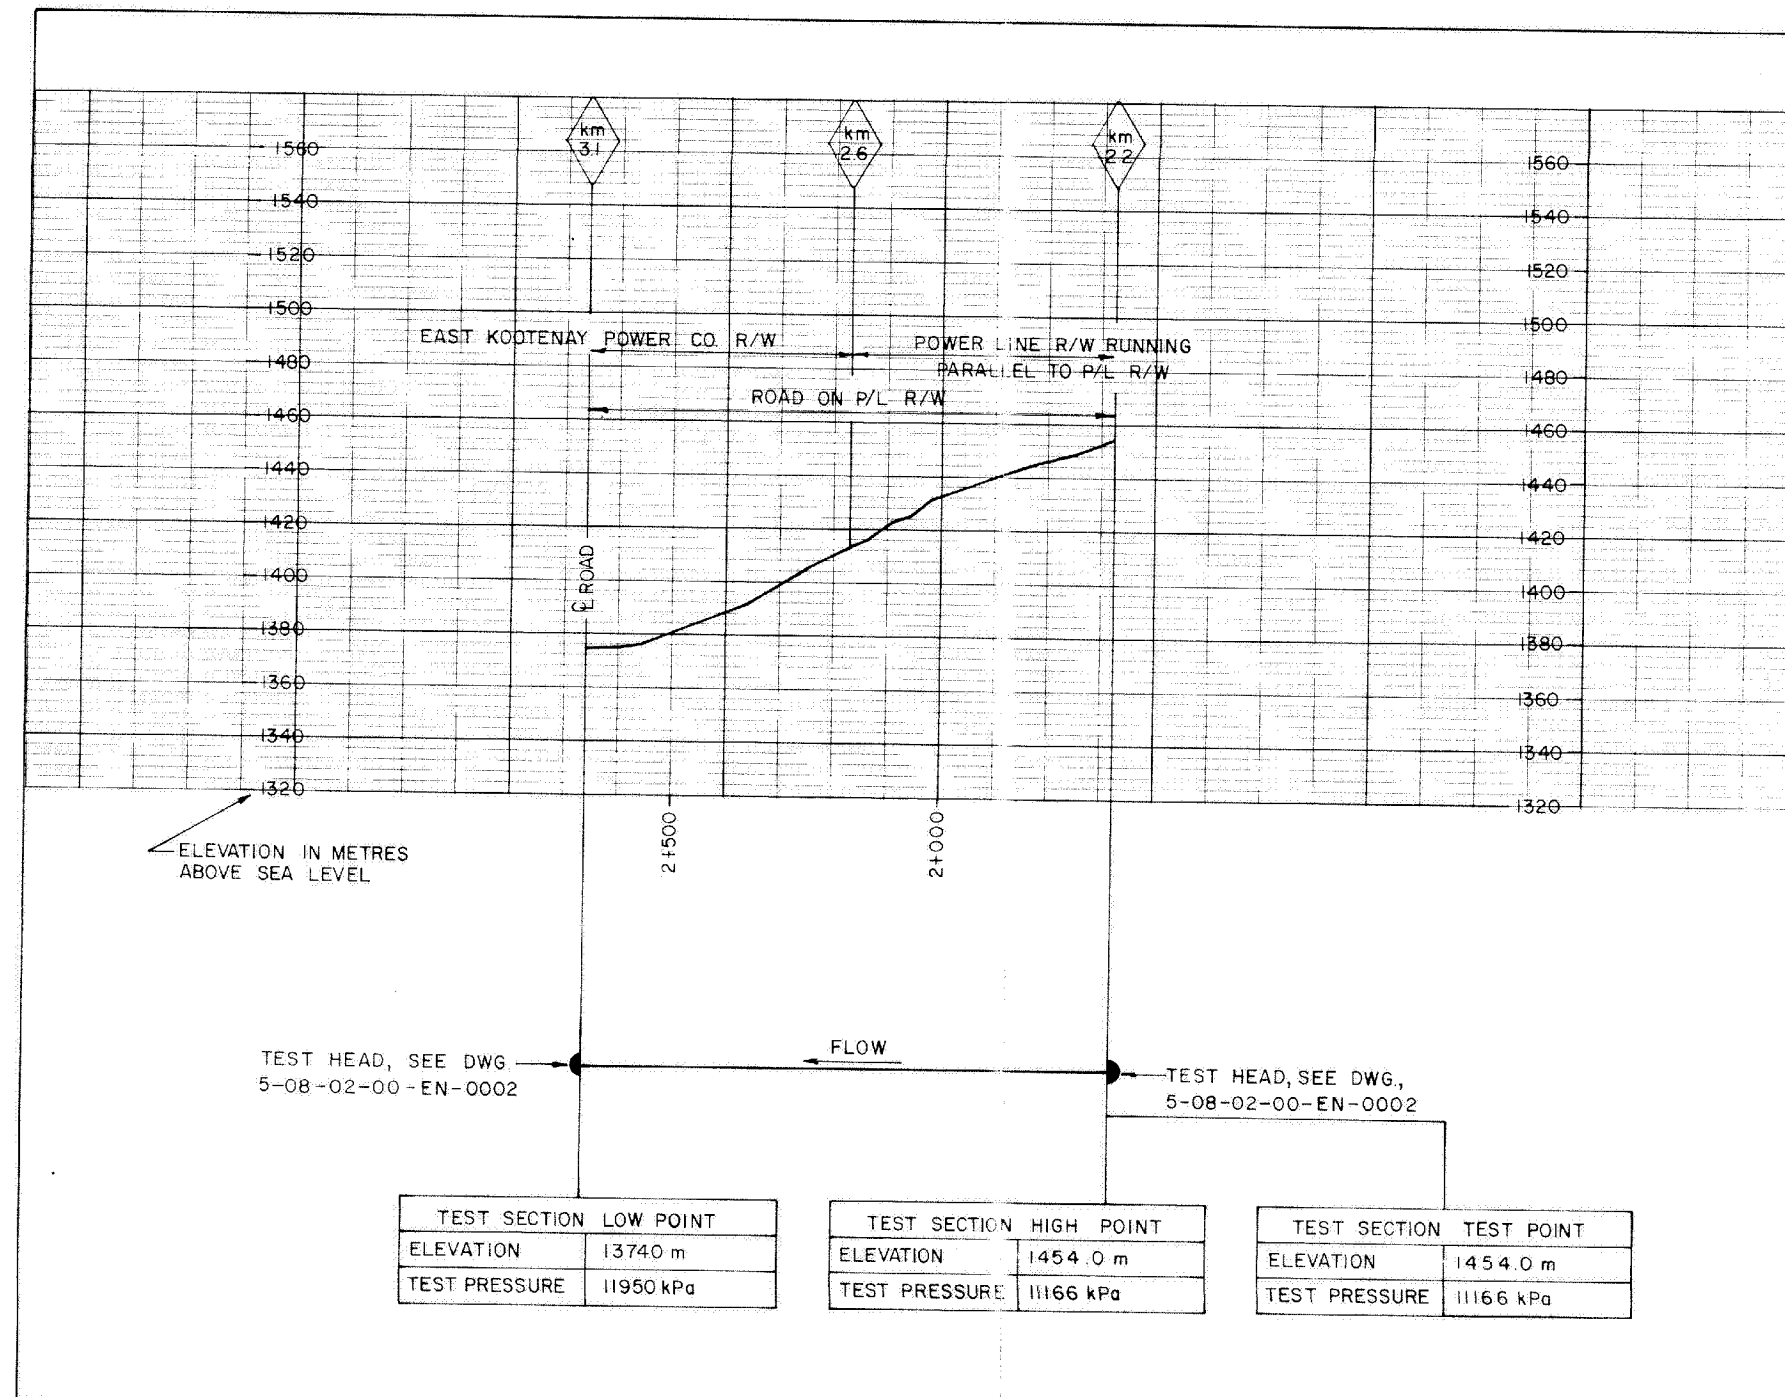 km
3.1
km
2.6
km
2.2
1560
1540
1520
1500
1480
1460
1440
1420
1400
1380
1360
1340
1320
1560
1540
1520
1500
1480
1460
1440
1420
1400
1380
1360
1340
1320
EAST KOOTENAY POWER CO. R/W
POWER LINE R/W RUNNING
PARALLEL TO P/L R/W
ROAD ON P/L R/W
℄ ROAD
ELEVATION IN METRES
ABOVE SEA LEVEL
2+500
2+000
FLOW
TEST HEAD, SEE DWG.
5-08-02-00-EN-0002
TEST HEAD, SEE DWG.,
5-08-02-00-EN-0002
TEST SECTION LOW POINT
ELEVATION 1374.0 m
TEST PRESSURE 11950 kPa
TEST SECTION HIGH POINT
ELEVATION 1454.0 m
TEST PRESSURE 11166 kPa
TEST SECTION TEST POINT
ELEVATION 1454.0 m
TEST PRESSURE 11166 kPa